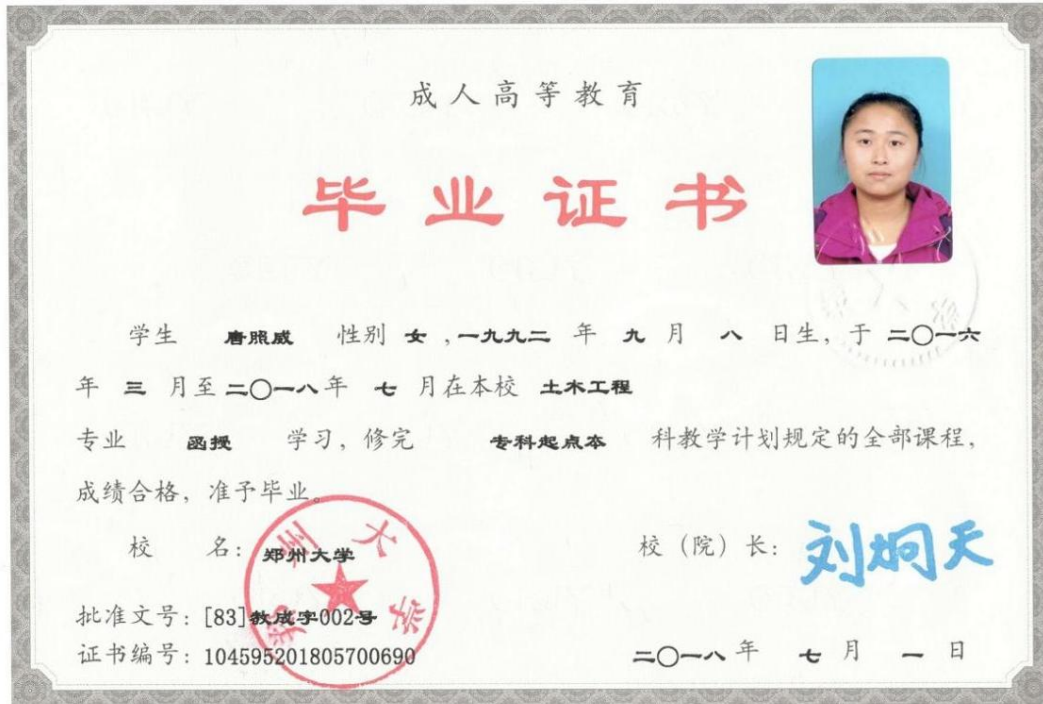 成人高等教育
毕业证书
学生 唐照威 性别 女，一九九二 年 九 月 八 日生，于 二〇一六
年 三 月至 二〇一八 年 七 月在本校 土木工程
专业 函授 学习，修完 专科起点本 科教学计划规定的全部课程，
成绩合格，准予毕业。
校 名：郑州大学
郑州大学
校（院）长：刘炯天
批准文号：[83]教成字002号
证书编号：104595201805700690
二〇一八 年 七 月 一 日